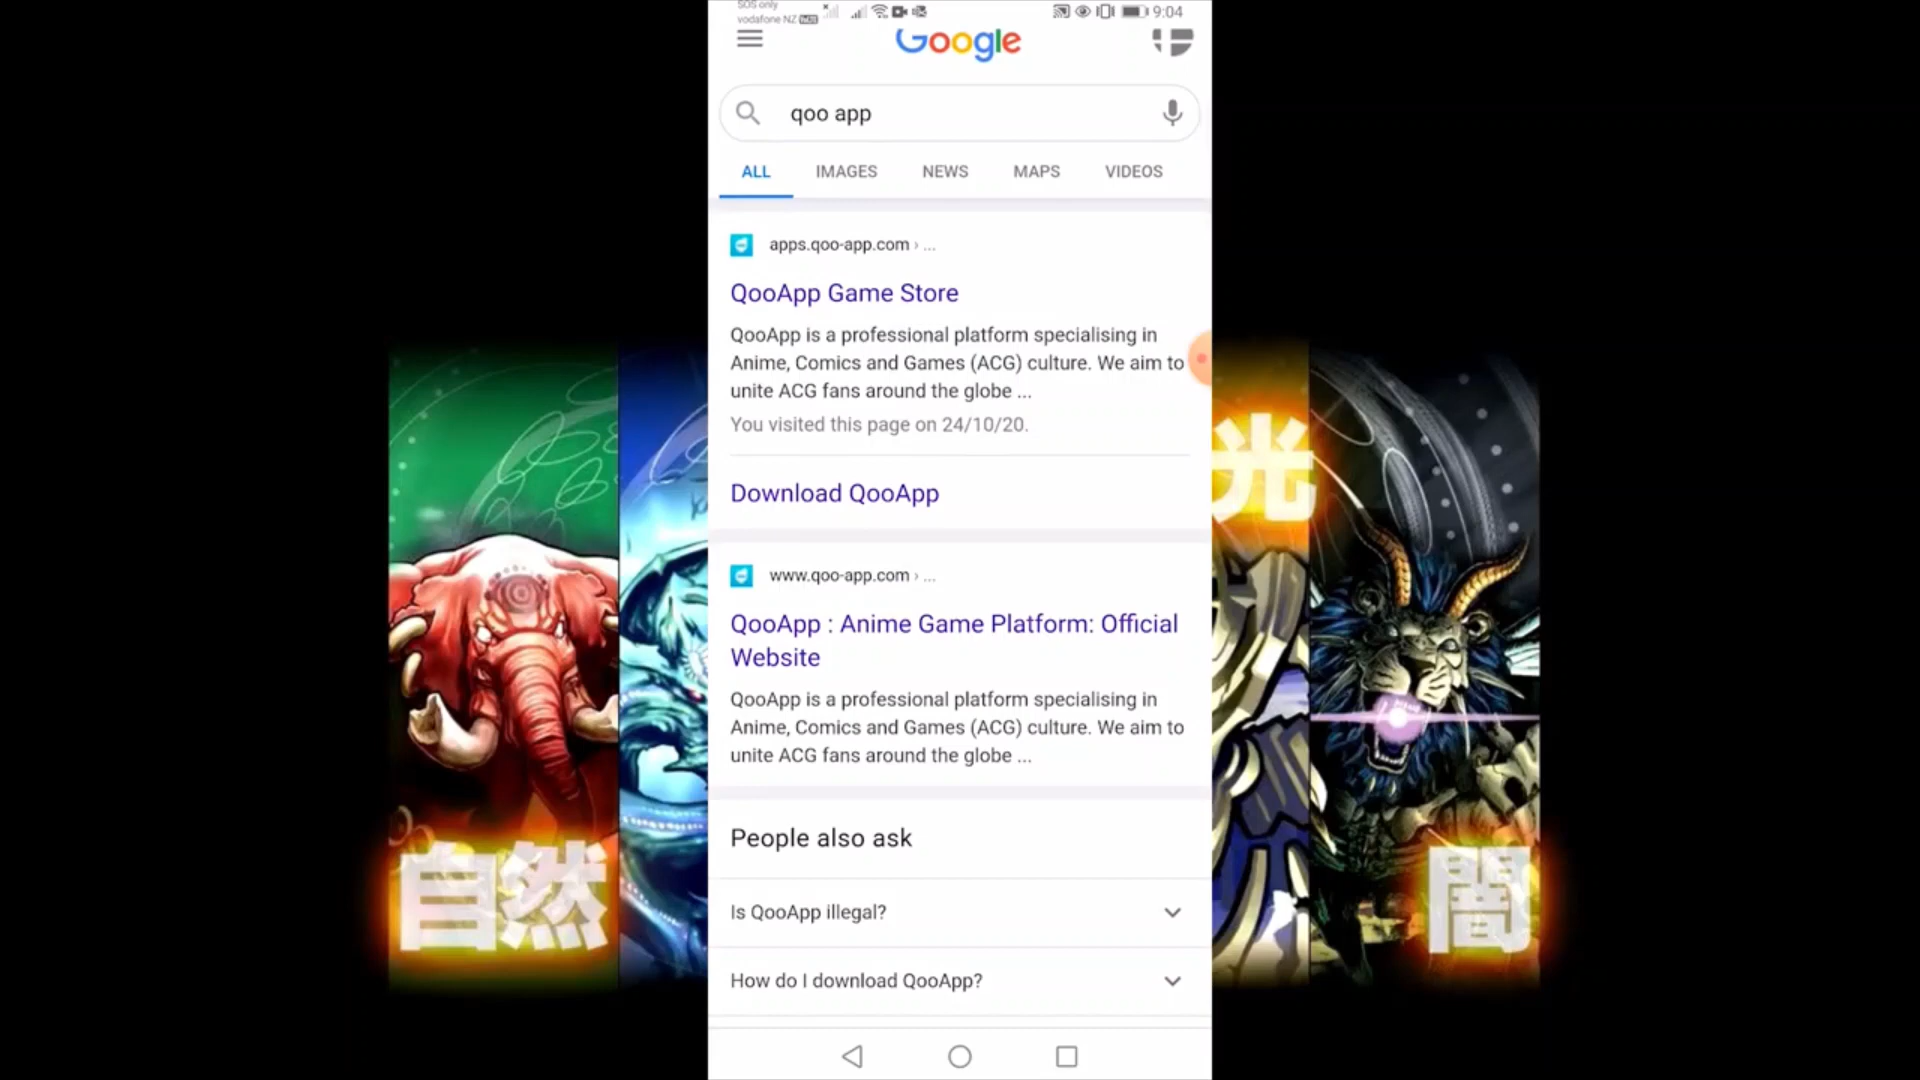 SOS only
vodafone NZ
9:04
Google
qoo app
ALL IMAGES NEWS MAPS VIDEOS
apps.qoo-app.com › ...
QooApp Game Store
QooApp is a professional platform specialising in
Anime, Comics and Games (ACG) culture. We aim to
unite ACG fans around the globe ...
You visited this page on 24/10/20.
Download QooApp
www.qoo-app.com › ...
QooApp : Anime Game Platform: Official
Website
QooApp is a professional platform specialising in
Anime, Comics and Games (ACG) culture. We aim to
unite ACG fans around the globe ...
People also ask
Is QooApp illegal?
How do I download QooApp?
光
自然
闇